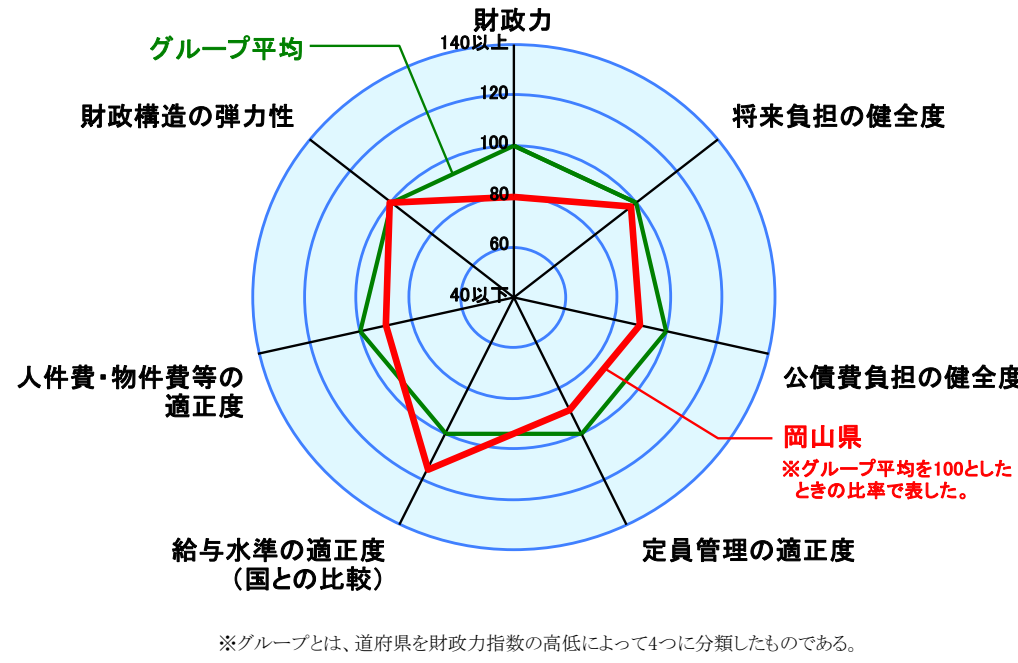 財政力
グループ平均
140以上
120
100
80
60
40以下
財政構造の弾力性
将来負担の健全度
人件費・物件費等の
適正度
公債費負担の健全度
岡山県
※グループ平均を100とした
ときの比率で表した。
給与水準の適正度
（国との比較）
定員管理の適正度
※グループとは、道府県を財政力指数の高低によって4つに分類したものである。